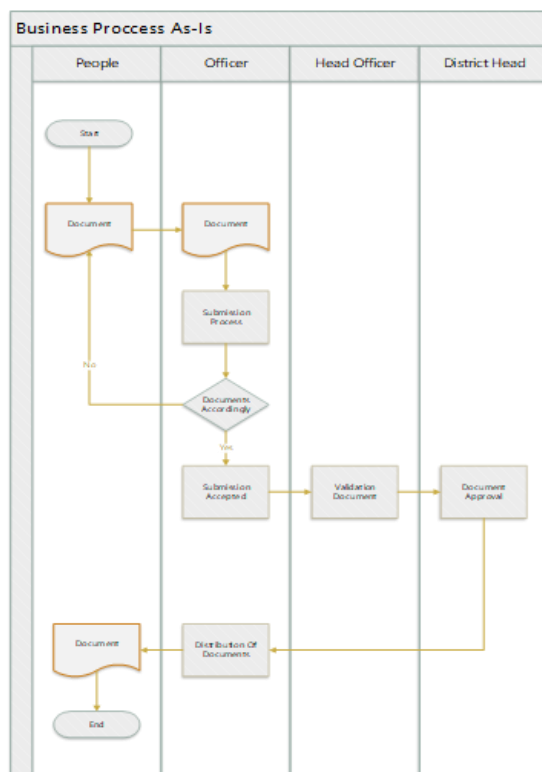 Business Proccess As-Is
People
Officer
Head Officer
District Head
Start
Document
Document
Submission
Process
No
Documents
Accordingly
Yes
Submission
Accepted
Validation
Document
Document
Approval
Document
Distribution Of
Documents
End